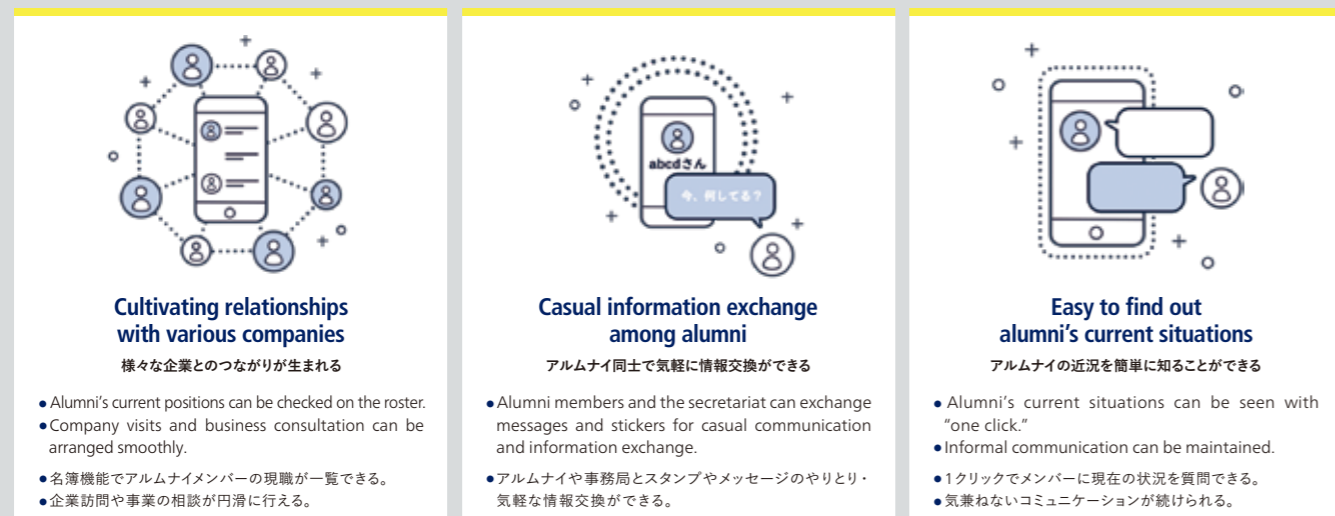 abcdさん
今、何してる?
Cultivating relationships
with various companies
様々な企業とのつながりが生まれる
● Alumni's current positions can be checked on the roster.
● Company visits and business consultation can be
arranged smoothly.
● 名簿機能でアルムナイメンバーの現職が一覧できる。
● 企業訪問や事業の相談が円滑に行える。
Casual information exchange
among alumni
アルムナイ同士で気軽に情報交換ができる
● Alumni members and the secretariat can exchange
messages and stickers for casual communication
and information exchange.
● アルムナイや事務局とスタンプやメッセージのやりとり・
気軽な情報交換ができる。
Easy to find out
alumni's current situations
アルムナイの近況を簡単に知ることができる
● Alumni's current situations can be seen with
"one click."
● Informal communication can be maintained.
● 1クリックでメンバーに現在の状況を質問できる。
● 気兼ねないコミュニケーションが続けられる。